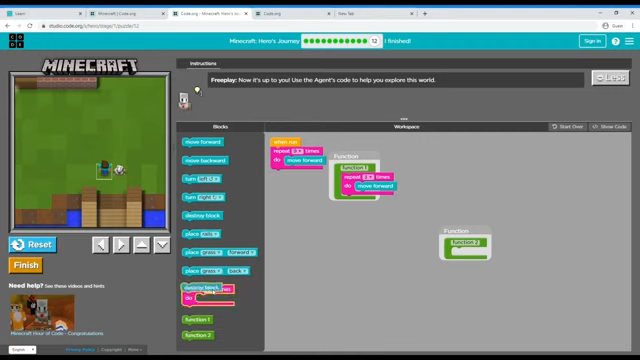 Learn
Minecraft | Code.org
Code.org - Minecraft: Hero's Jour
Code.org
New Tab
studio.code.org/s/hero/stage/1/puzzle/12
Guest
CODE
Minecraft: Hero's Journey
12
I finished!
Sign in
Instructions
MINECRAFT
Freeplay: Now it's up to you! Use the Agent's code to help you explore this world.
Less
Blocks
Workspace
Start Over
Show Code
move forward
move backward
turn left
turn right
destroy block
place rails
place grass forward
place grass back
destroy block
do
function 1
function 2
when run
repeat
times
do move forward
Function
function 1
repeat
times
do move forward
Function
function 2
Reset
Finish
Need help? See these videos and hints
Minecraft Hour of Code - Congratulations
English
Privacy Policy
Copyright
More